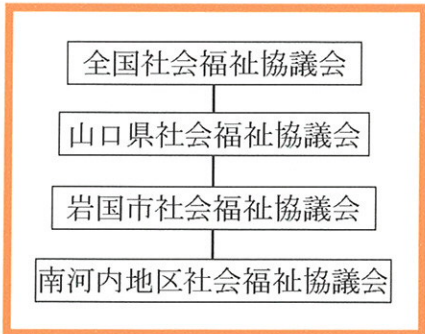 全国社会福祉協議会
山口県社会福祉協議会
岩国市社会福祉協議会
南河内地区社会福祉協議会